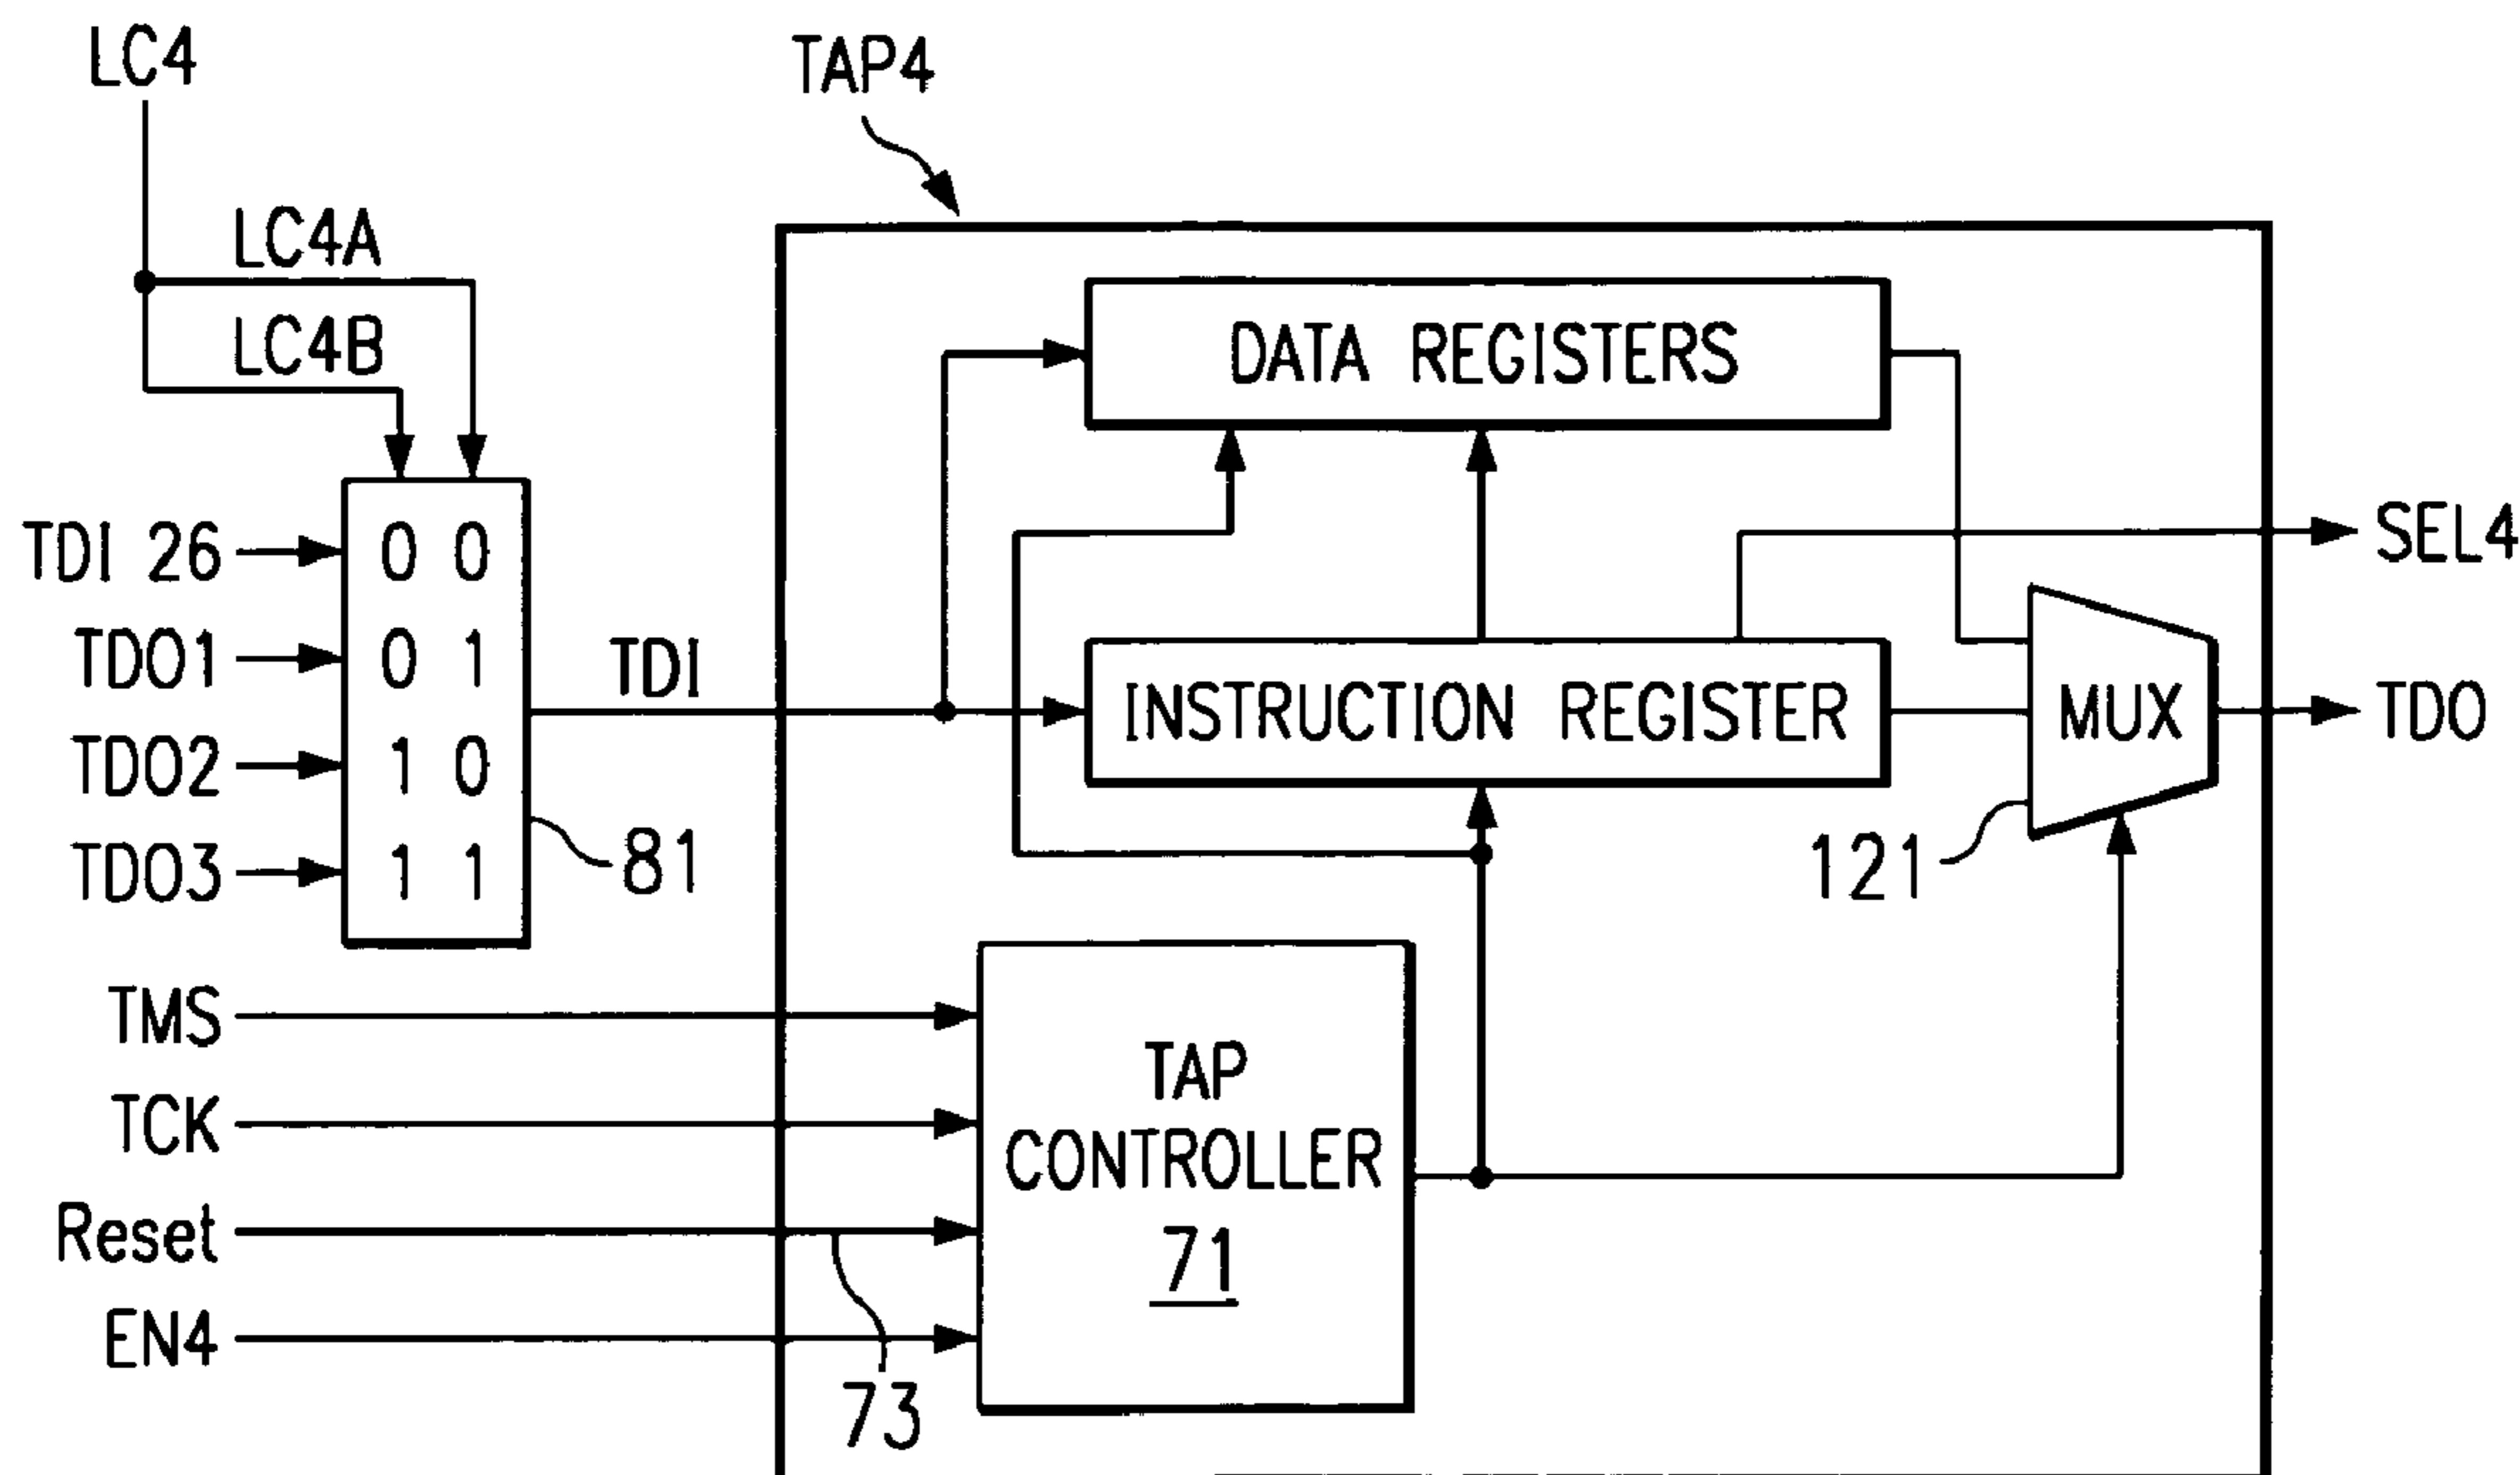 LC4
TAP4
LC4A
LC4B
DATA REGISTERS
TDI 26
0 0
SEL4
TDO1
0 1
TDI
INSTRUCTION REGISTER
MUX
TDO
TDO2
1 0
TDO3
1 1
81
121
TMS
TAP
CONTROLLER
71
TCK
Reset
EN4
73